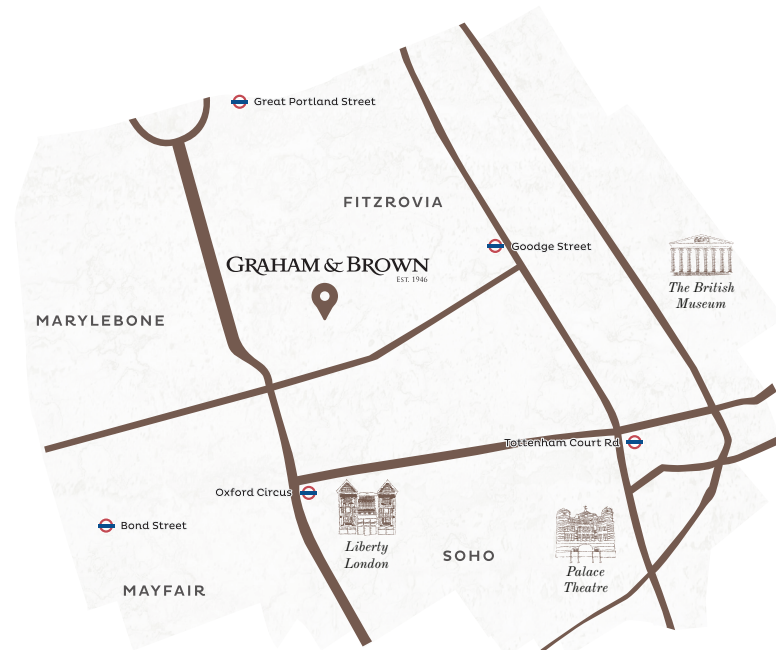 Great Portland Street
FITZROVIA
Goodge Street
GRAHAM & BROWN
EST. 1946
The British
Museum
MARYLEBONE
Tottenham Court Rd
Oxford Circus
Bond Street
Liberty
London
SOHO
Palace
Theatre
MAYFAIR